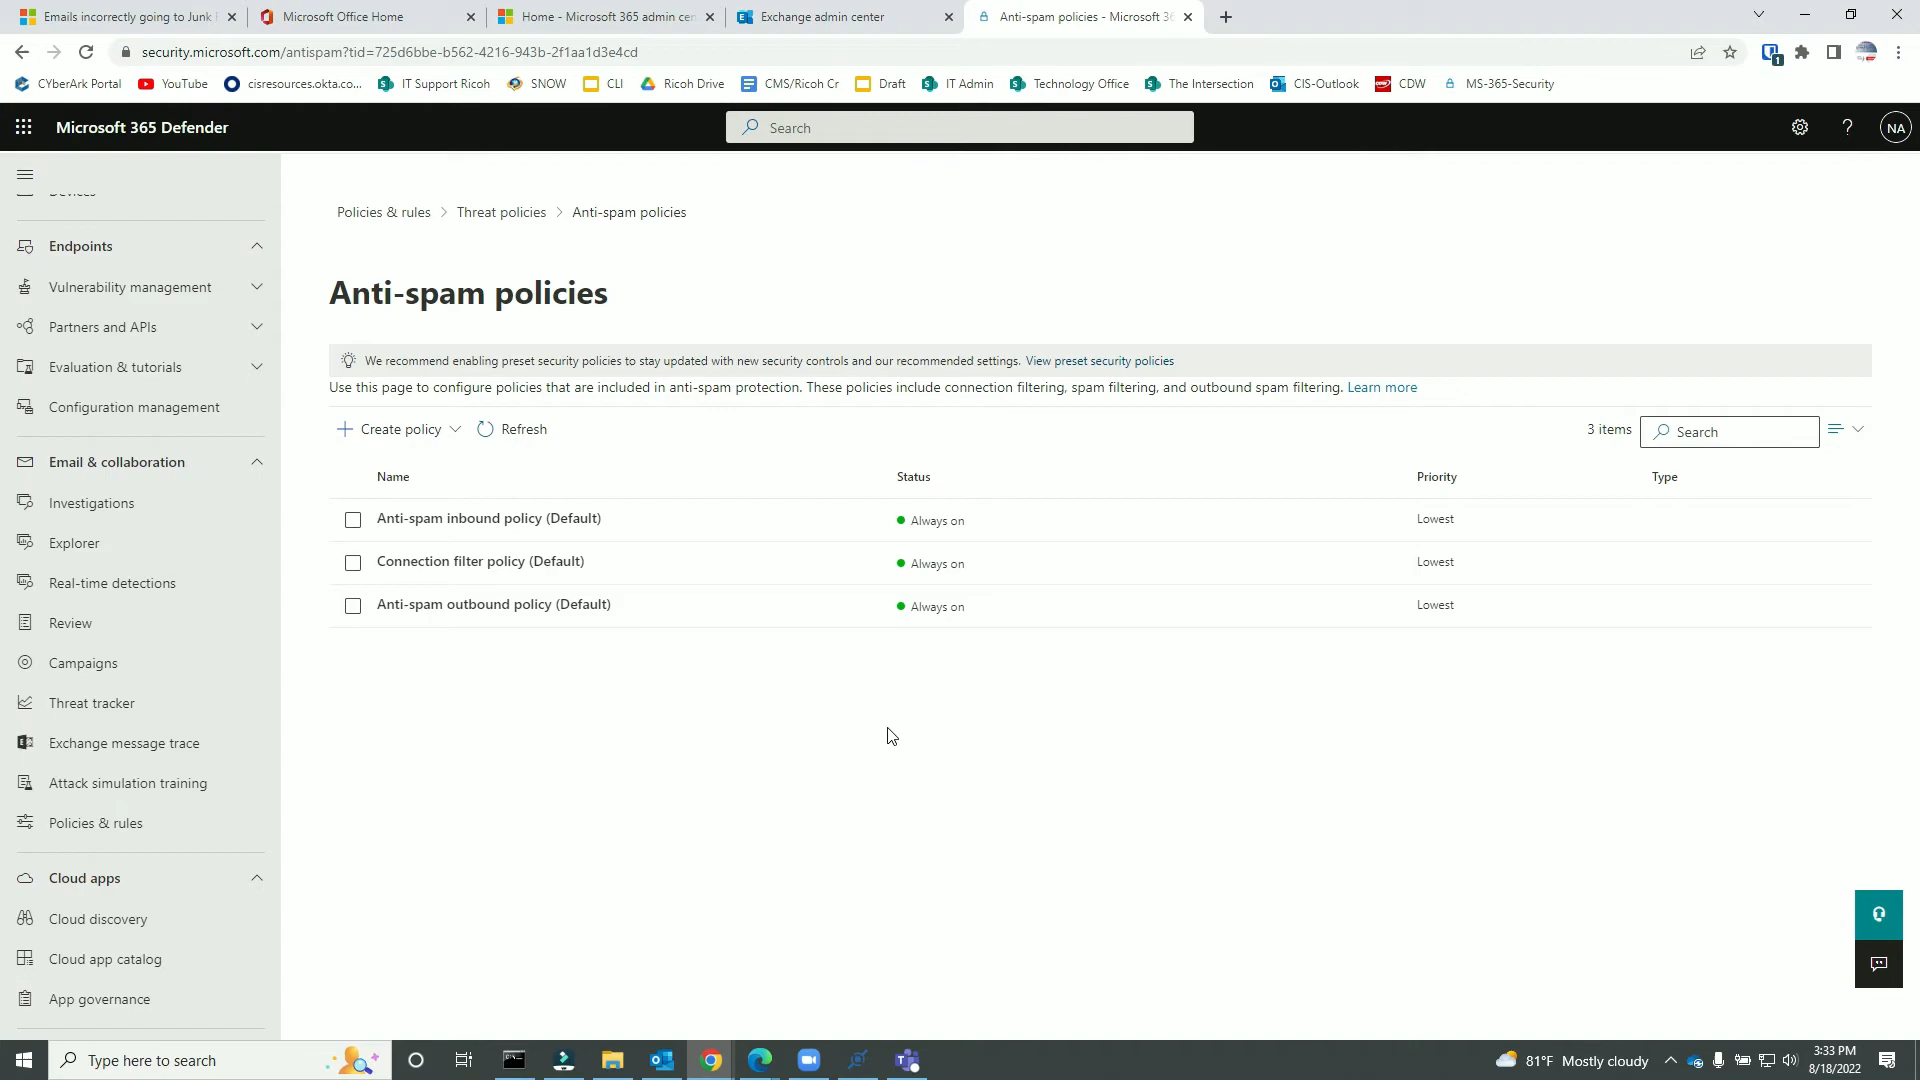 Emails incorrectly going to Junk
Microsoft Office Home
Home - Microsoft 365 admin cen
Exchange admin center
Anti-spam policies - Microsoft 36
security.microsoft.com/antispam?tid=725d6bbe-b562-4216-943b-2f1aa1d3e4cd
1
CYberArk Portal
YouTube
cisresources.okta.co...
IT Support Ricoh
SNOW
CLI
Ricoh Drive
CMS/Ricoh Cr
Draft
IT Admin
Technology Office
The Intersection
CIS-Outlook
CDW
MS-365-Security
Microsoft 365 Defender
Search
NA
Devices
Endpoints
Vulnerability management
Partners and APIs
Evaluation & tutorials
Configuration management
Email & collaboration
Investigations
Explorer
Real-time detections
Review
Campaigns
Threat tracker
Exchange message trace
Attack simulation training
Policies & rules
Cloud apps
Cloud discovery
Cloud app catalog
App governance
Policies & rules > Threat policies > Anti-spam policies
Anti-spam policies
We recommend enabling preset security policies to stay updated with new security controls and our recommended settings. View preset security policies
Use this page to configure policies that are included in anti-spam protection. These policies include connection filtering, spam filtering, and outbound spam filtering. Learn more
Create policy
Refresh
3 items
Search
Name Status Priority Type
Anti-spam inbound policy (Default) Always on Lowest
Connection filter policy (Default) Always on Lowest
Anti-spam outbound policy (Default) Always on Lowest
Type here to search
81°F Mostly cloudy
3:33 PM
8/18/2022